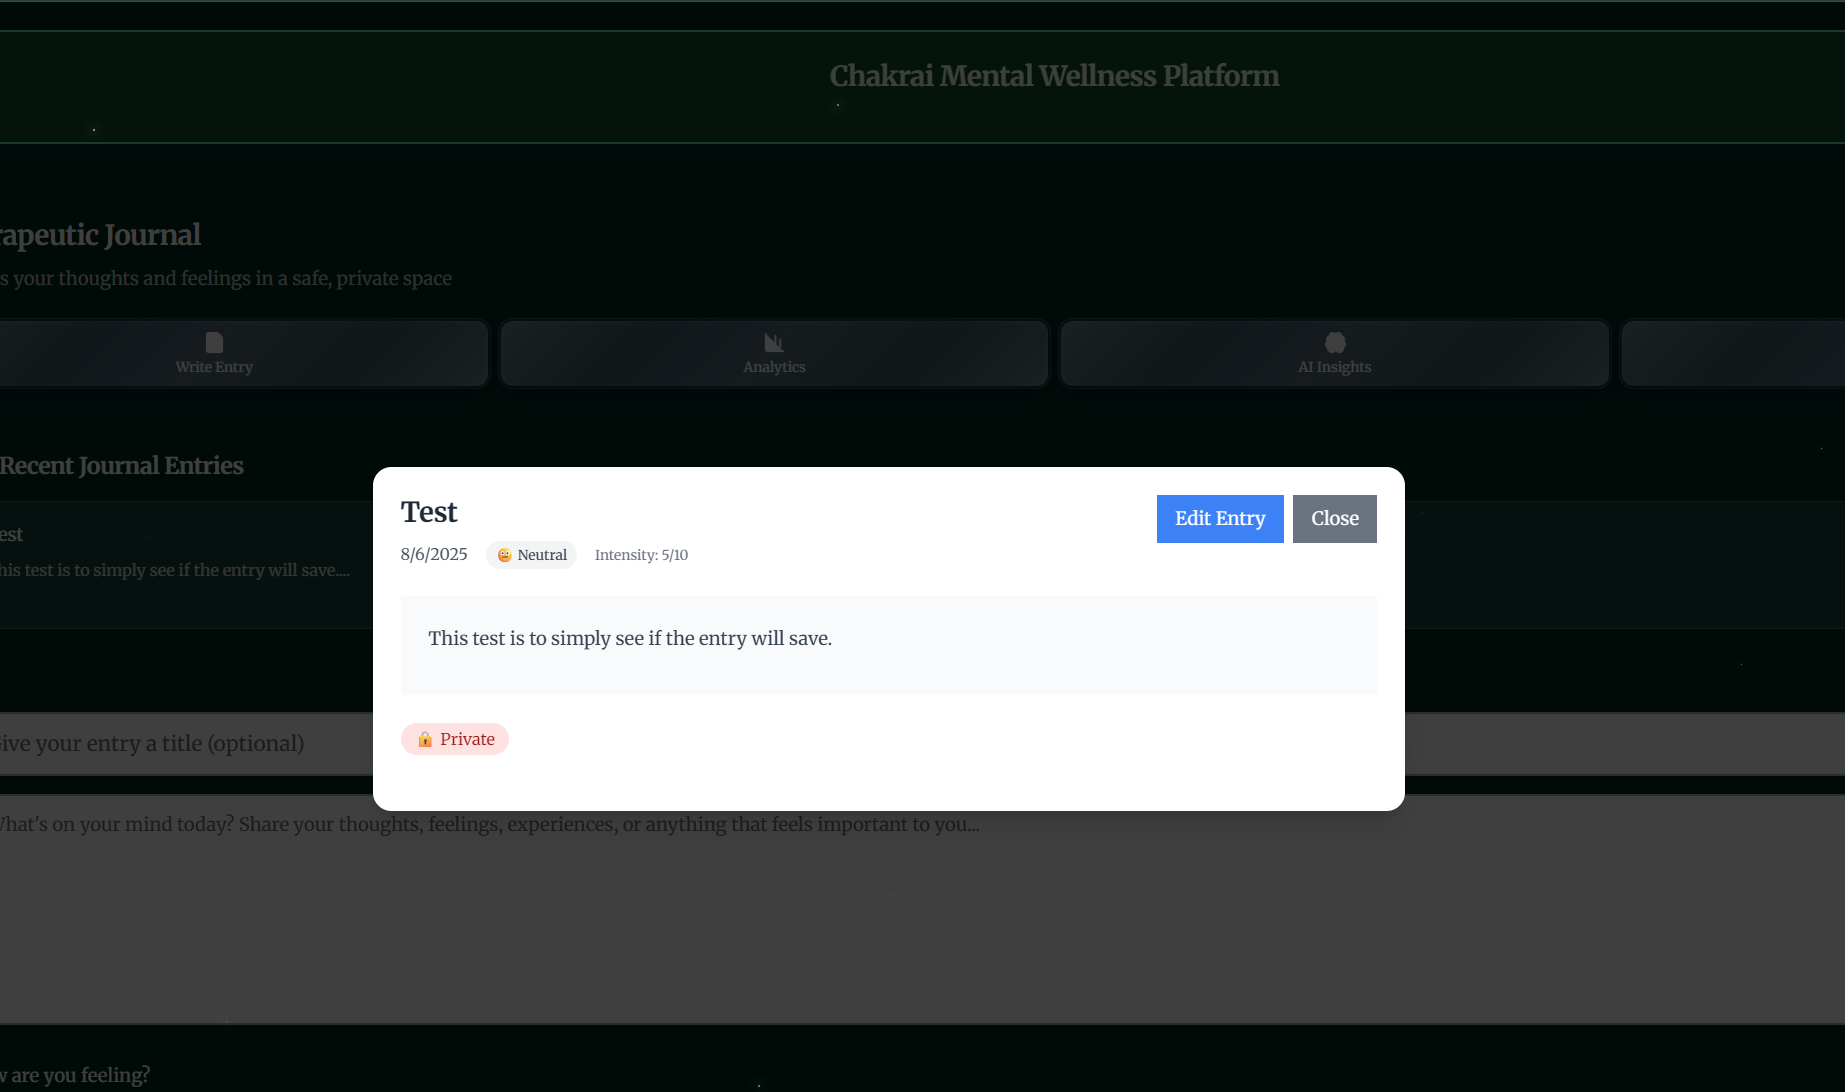 Chakrai Mental Wellness Platform
rapeutic Journal
s your thoughts and feelings in a safe, private space
Write Entry
Analytics
AI Insights
Recent Journal Entries
est
his test is to simply see if the entry will save....
Test
Edit Entry
Close
8/6/2025
Neutral
Intensity: 5/10
This test is to simply see if the entry will save.
Private
ive your entry a title (optional)
hat's on your mind today? Share your thoughts, feelings, experiences, or anything that feels important to you...
w are you feeling?